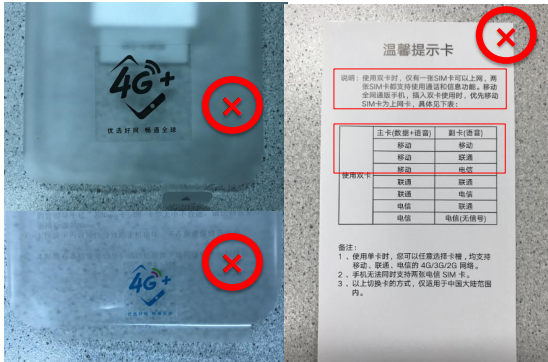 4G+
优选好网 畅通全球
4G+
温馨提示卡
说明：使用双卡时，仅有一张SIM卡可以上网，两
张SIM卡都支持使用通话和信息功能。移动
全网通版手机，插入双卡使用时，优先移动
SIM卡为上网卡，具体见下表：
使用双卡
主卡(数据+语音) 副卡(语音)
移动 移动
移动 联通
移动 电信
联通 联通
联通 电信
电信 联通
电信 电信(无信号)
备注：
1、使用单卡时，您可以任意选择卡槽，均支持
移动、联通、电信的 4G/3G/2G 网络。
2、手机无法同时支持两张电信 SIM 卡。
3、以上切换卡的方式，仅适用于中国大陆范围
内。